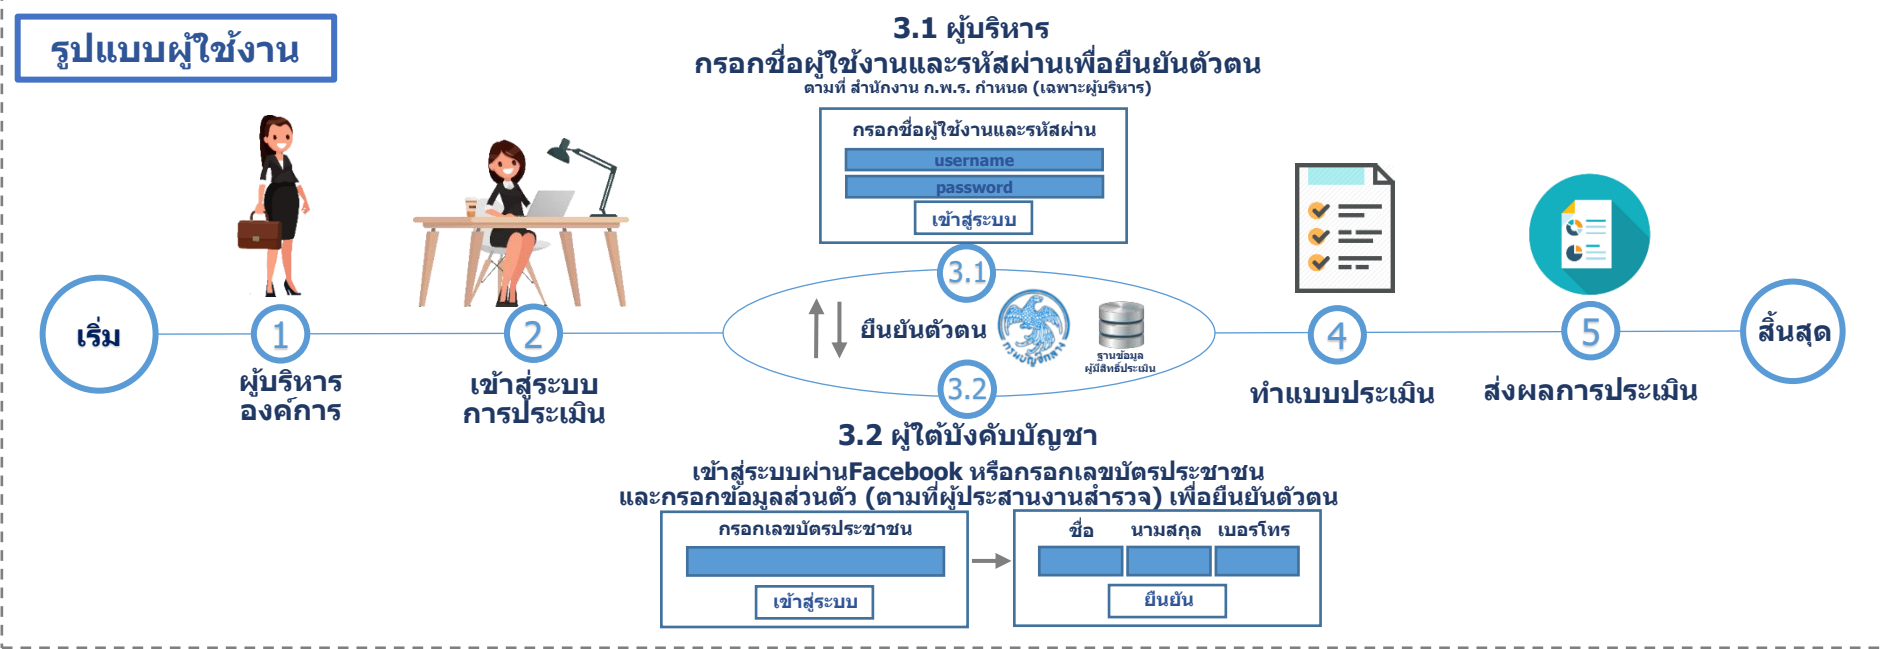 รูปแบบผู้ใช้งาน
3.1 ผู้บริหาร
กรอกชื่อผู้ใช้งานและรหัสผ่านเพื่อยืนยันตัวตน
ตามที่ สำนักงาน ก.พ.ร. กำหนด (เฉพาะผู้บริหาร)
กรอกชื่อผู้ใช้งานและรหัสผ่าน
username
password
เข้าสู่ระบบ
เริ่ม
1
ผู้บริหาร
องค์การ
2
เข้าสู่ระบบ
การประเมิน
3.1
ยืนยันตัวตน
กรมบัญชีกลาง
ฐานข้อมูล
ผู้มีสิทธิ์ประเมิน
3.2
4
ทำแบบประเมิน
5
ส่งผลการประเมิน
สิ้นสุด
3.2 ผู้ใต้บังคับบัญชา
เข้าสู่ระบบผ่านFacebook หรือกรอกเลขบัตรประชาชน
และกรอกข้อมูลส่วนตัว (ตามที่ผู้ประสานงานสำรวจ) เพื่อยืนยันตัวตน
กรอกเลขบัตรประชาชน
เข้าสู่ระบบ
ชื่อ นามสกุล เบอรโทร
ยืนยัน